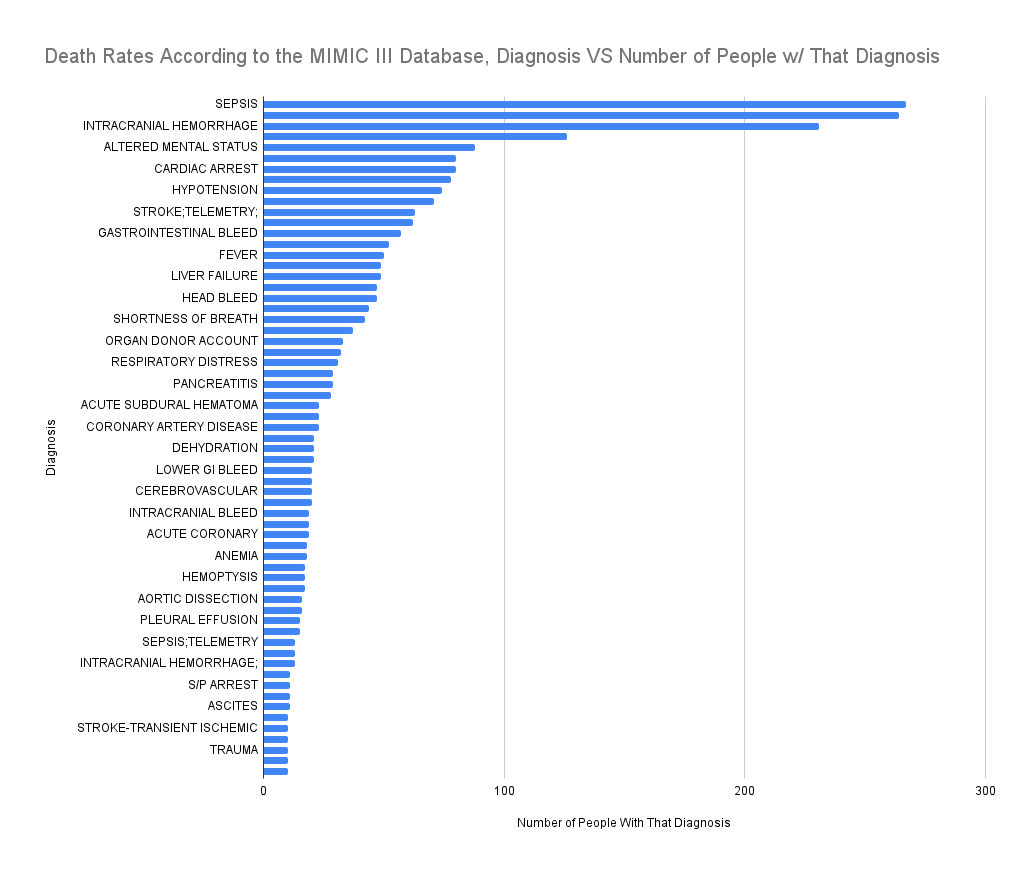 Death Rates According to the MIMIC III Database, Diagnosis VS Number of People w/ That Diagnosis
SEPSIS
INTRACRANIAL HEMORRHAGE
ALTERED MENTAL STATUS
CARDIAC ARREST
HYPOTENSION
STROKE;TELEMETRY;
GASTROINTESTINAL BLEED
FEVER
LIVER FAILURE
HEAD BLEED
SHORTNESS OF BREATH
ORGAN DONOR ACCOUNT
RESPIRATORY DISTRESS
PANCREATITIS
ACUTE SUBDURAL HEMATOMA
CORONARY ARTERY DISEASE
DEHYDRATION
LOWER GI BLEED
CEREBROVASCULAR
INTRACRANIAL BLEED
ACUTE CORONARY
ANEMIA
HEMOPTYSIS
AORTIC DISSECTION
PLEURAL EFFUSION
SEPSIS;TELEMETRY
INTRACRANIAL HEMORRHAGE;
S/P ARREST
ASCITES
STROKE-TRANSIENT ISCHEMIC
TRAUMA
Diagnosis
0 100 200 300
Number of People With That Diagnosis